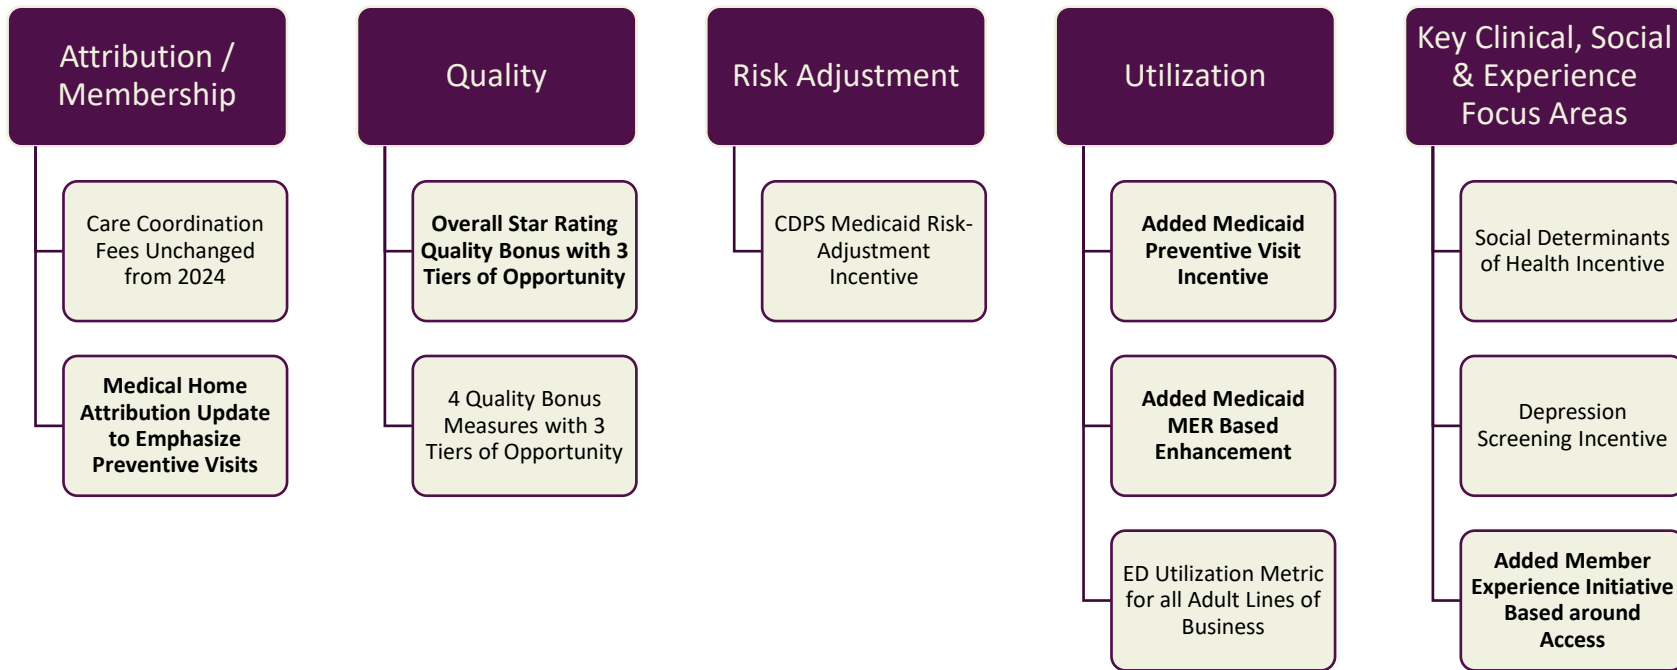 Attribution /
Membership
Care Coordination
Fees Unchanged
from 2024
Medical Home
Attribution Update
to Emphasize
Preventive Visits
Quality
Overall Star Rating
Quality Bonus with 3
Tiers of Opportunity
4 Quality Bonus
Measures with 3
Tiers of Opportunity
Risk Adjustment
CDPS Medicaid Risk-
Adjustment
Incentive
Utilization
Added Medicaid
Preventive Visit
Incentive
Added Medicaid
MER Based
Enhancement
ED Utilization Metric
for all Adult Lines of
Business
Key Clinical, Social
& Experience
Focus Areas
Social Determinants
of Health Incentive
Depression
Screening Incentive
Added Member
Experience Initiative
Based around
Access